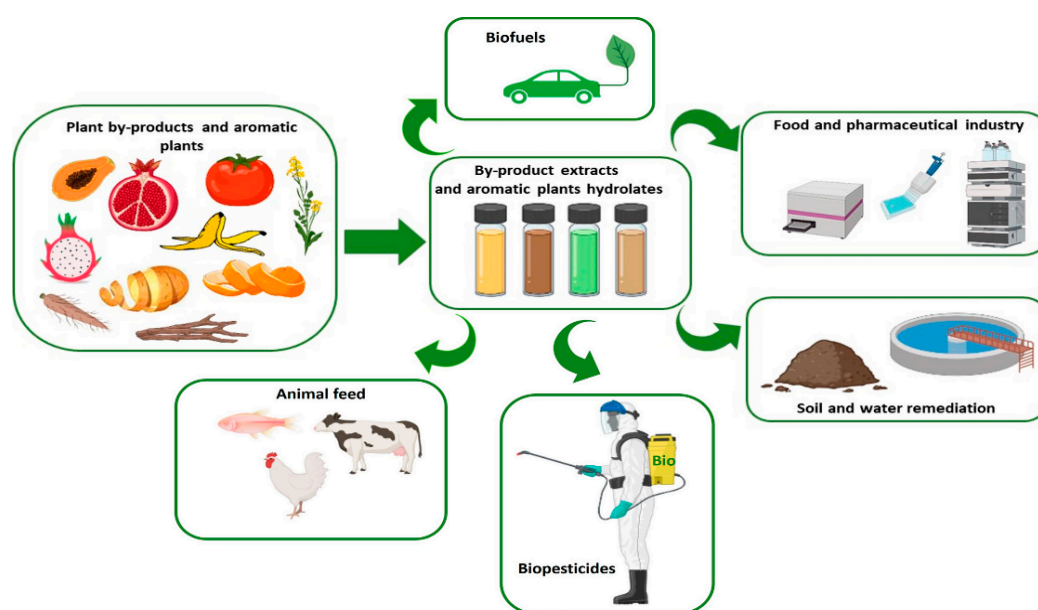 Biofuels
Plant by-products and aromatic
plants
Food and pharmaceutical industry
By-product extracts
and aromatic plants hydrolates
Animal feed
Soil and water remediation
Bio
Biopesticides